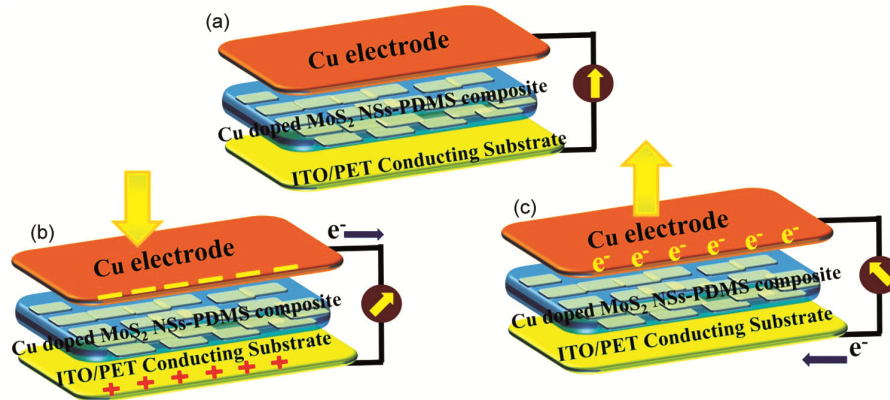 (a)
Cu electrode
Cu doped MoS₂ NSs-PDMS composite
ITO/PET Conducting Substrate
(b)
e⁻
Cu electrode
Cu doped MoS₂ NSs-PDMS composite
ITO/PET Conducting Substrate
+ + + + + +
(c)
Cu electrode
e⁻ e⁻ e⁻ e⁻ e⁻ e⁻
Cu doped MoS₂ NSs-PDMS composite
ITO/PET Conducting Substrate
e⁻